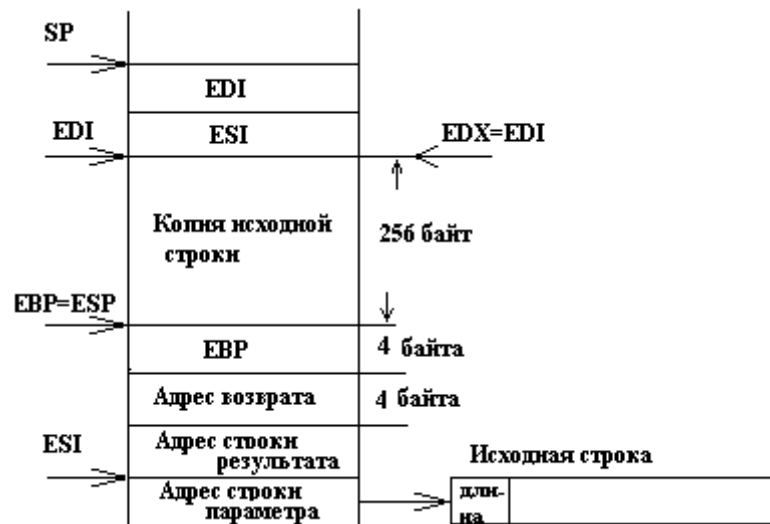 SP
EDI
EDI
ESI
EDX=EDI
Копия исходной
строки
256 байт
EBP=ESP
EBP
4 байта
Адрес возврата
4 байта
ESI
Адрес строки
результата
Исходная строка
Адрес строки
параметра
дли-
на